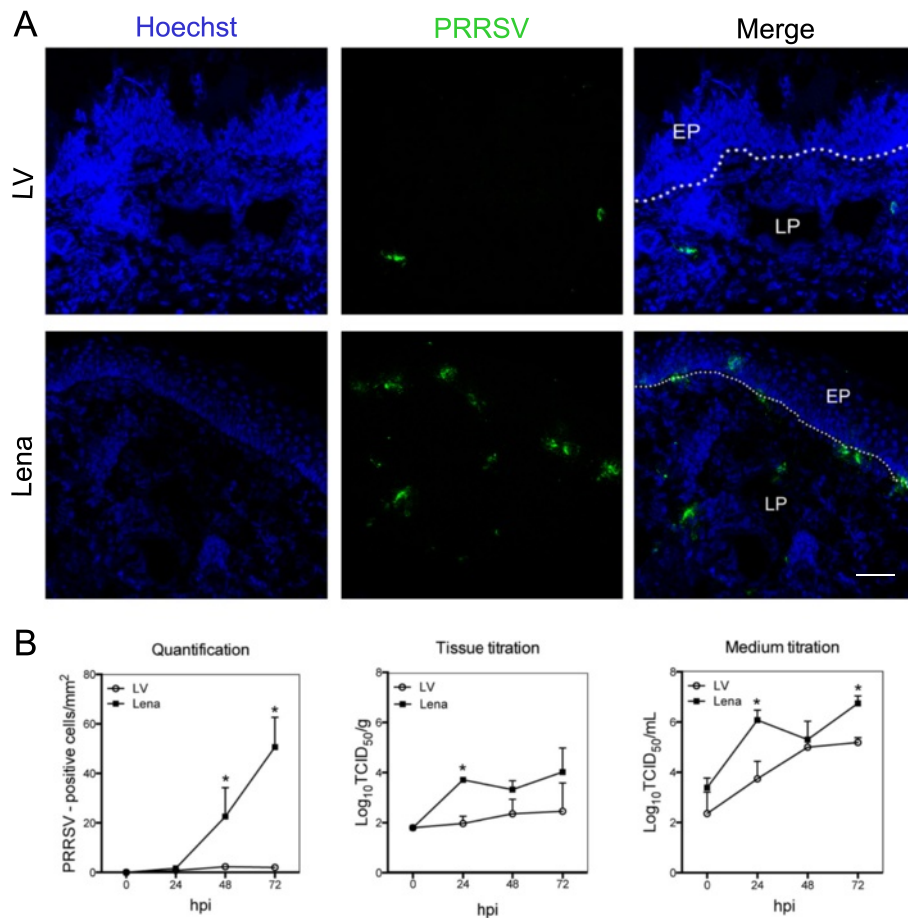 A
Hoechst PRRSV Merge
LV
EP
LP
Lena
EP
LP
B
Quantification
PRRSV - positive cells/mm2
80
60
40
20
0
LV
Lena
*
*
0 24 48 72
hpi
Tissue titration
Log10TCID50/g
8
6
4
2
0
LV
Lena
*
0 24 48 72
hpi
Medium titration
Log10TCID50/mL
8
6
4
2
0
LV
Lena
*
*
0 24 48 72
hpi